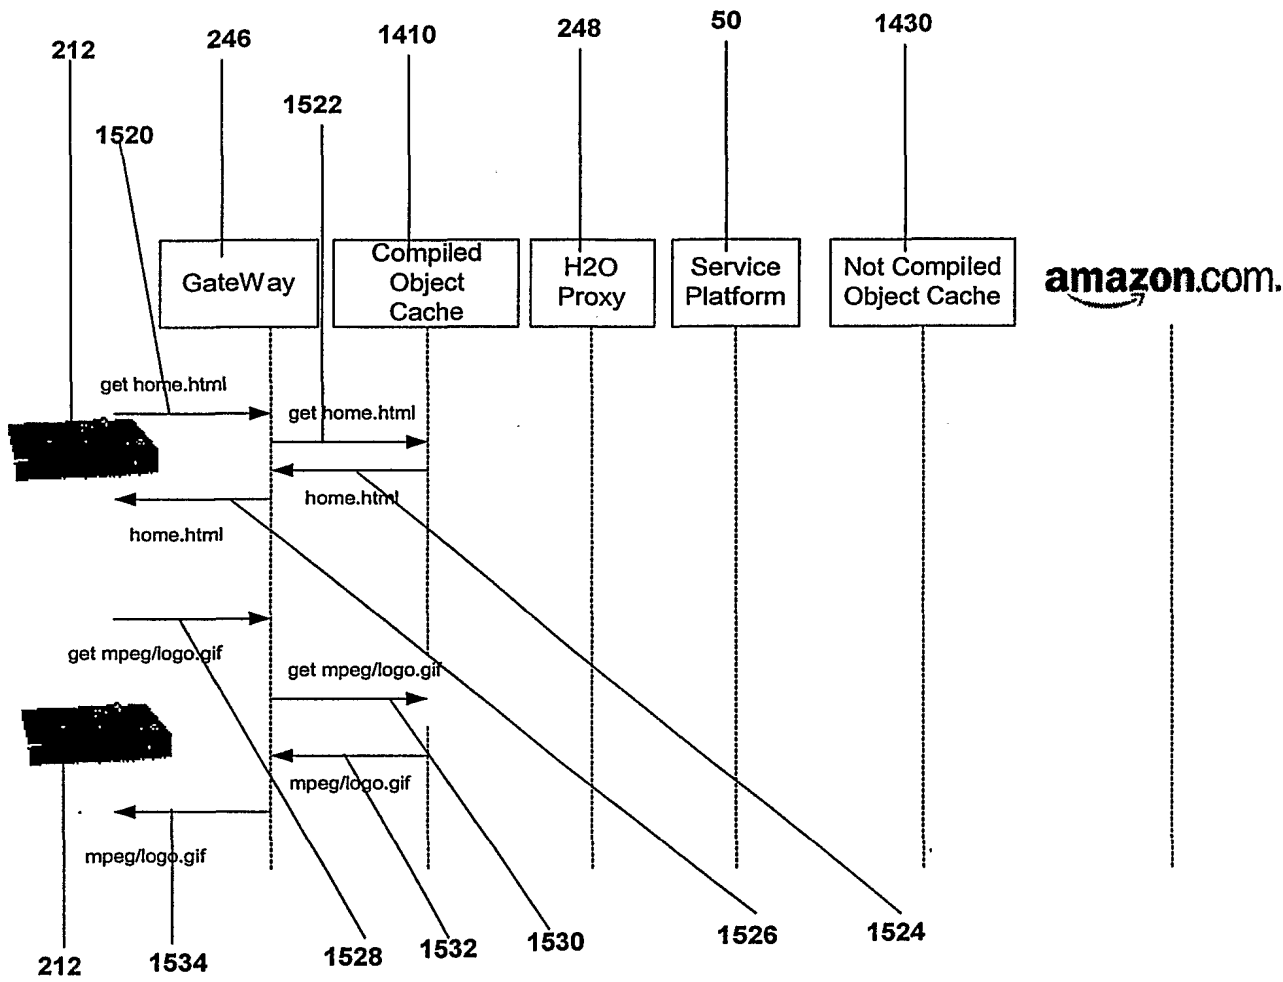 212
246
1410
248
50
1430
1520
1522
GateWay
Compiled
Object
Cache
H2O
Proxy
Service
Platform
Not Compiled
Object Cache
amazon.com.
get home.html
get home.html
home.html
home.html
get mpeg/logo.gif
get mpeg/logo.gif
mpeg/logo.gif
mpeg/logo.gif
212
1534
1528
1532
1530
1526
1524